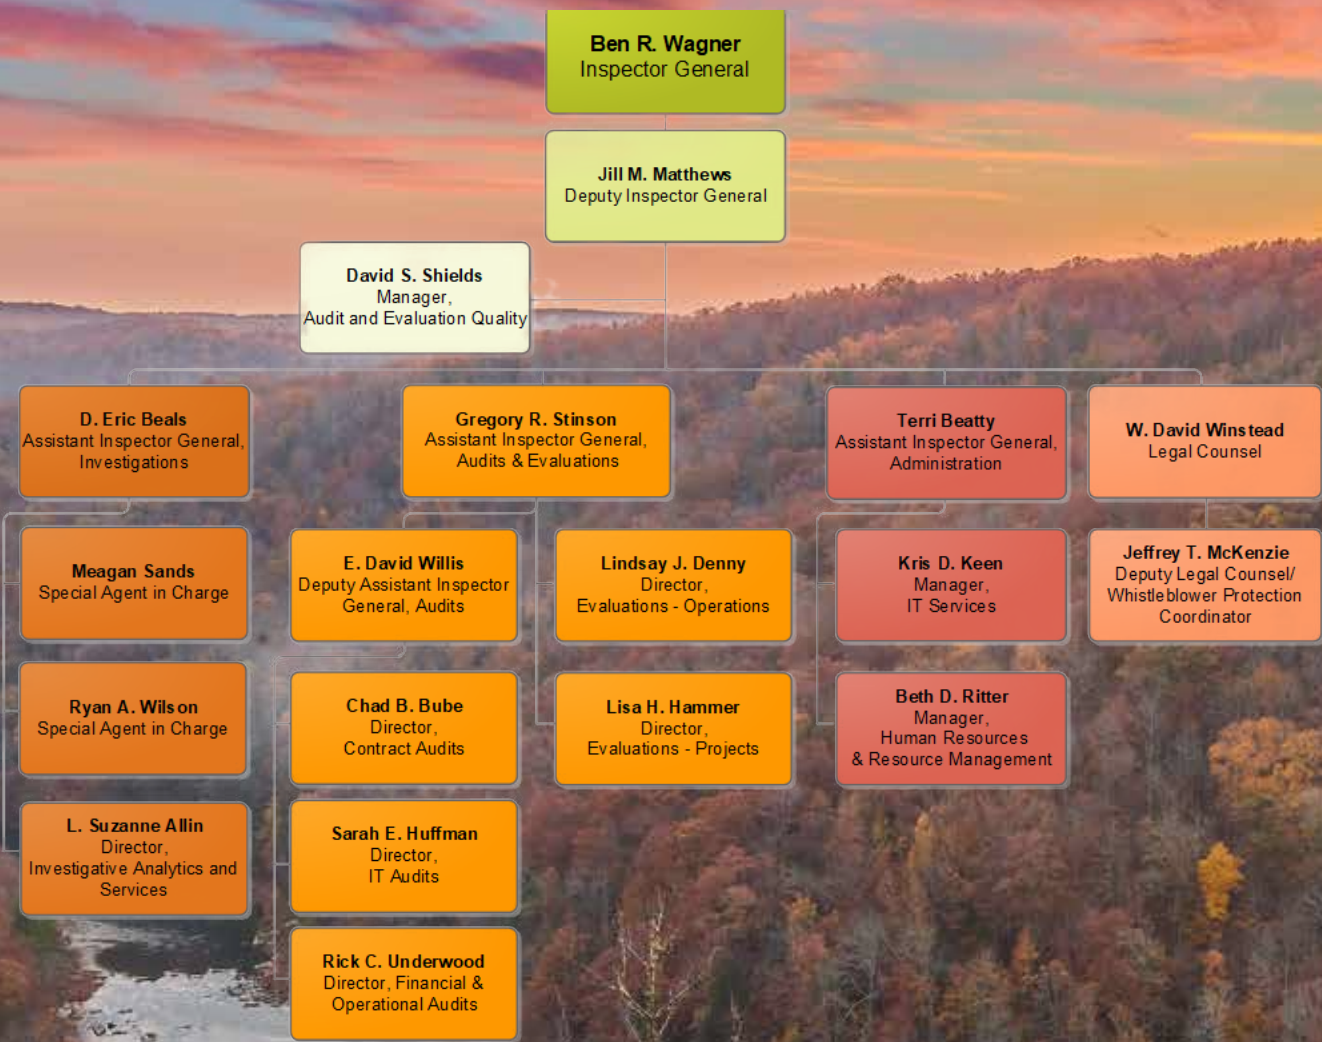 Ben R. Wagner
Inspector General
Jill M. Matthews
Deputy Inspector General
David S. Shields
Manager,
Audit and Evaluation Quality
D. Eric Beals
Assistant Inspector General,
Investigations
Gregory R. Stinson
Assistant Inspector General,
Audits & Evaluations
Terri Beatty
Assistant Inspector General,
Administration
W. David Winstead
Legal Counsel
Meagan Sands
Special Agent in Charge
E. David Willis
Deputy Assistant Inspector
General, Audits
Lindsay J. Denny
Director,
Evaluations - Operations
Kris D. Keen
Manager,
IT Services
Jeffrey T. McKenzie
Deputy Legal Counsel/
Whistleblower Protection
Coordinator
Ryan A. Wilson
Special Agent in Charge
Chad B. Bube
Director,
Contract Audits
Lisa H. Hammer
Director,
Evaluations - Projects
Beth D. Ritter
Manager,
Human Resources
& Resource Management
L. Suzanne Allin
Director,
Investigative Analytics and
Services
Sarah E. Huffman
Director,
IT Audits
Rick C. Underwood
Director, Financial &
Operational Audits